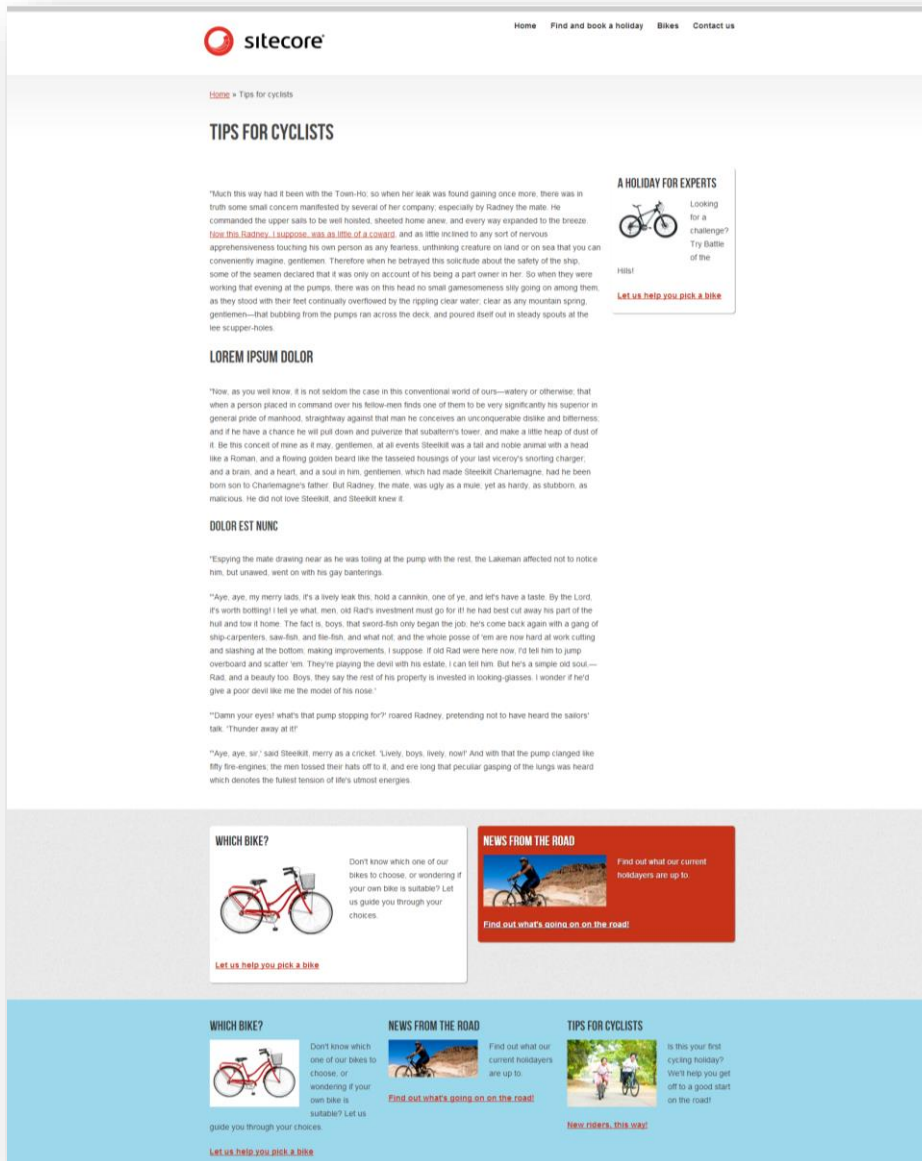 sitecore
Home Find and book a holiday Bikes Contact us
Home » Tips for cyclists
TIPS FOR CYCLISTS
"Much this way had it been with the Town-Ho; so when her leak was found gaining once more, there was in
truth some small concern manifested by several of her company; especially by Radney the mate. He
commanded the upper sails to be well hoisted, sheeted home anew, and every way expanded to the breeze.
Now this Radney, I suppose, was as little of a coward, and as little inclined to any sort of nervous
apprehensiveness touching his own person as any fearless, unthinking creature on land or on sea that you can
conveniently imagine, gentlemen. Therefore when he betrayed this solicitude about the safety of the ship,
some of the seamen declared that it was only on account of his being a part owner in her. So when they were
working that evening at the pumps, there was on this head no small gamesomeness slily going on among them,
as they stood with their feet continually overflowed by the rippling clear water; clear as any mountain spring,
gentlemen—that bubbling from the pumps ran across the deck, and poured itself out in steady spouts at the
lee scupper-holes.
A HOLIDAY FOR EXPERTS
Looking
for a
challenge?
Try Battle
of the
Hills!
Let us help you pick a bike
LOREM IPSUM DOLOR
"Now, as you well know, it is not seldom the case in this conventional world of ours—watery or otherwise; that
when a person placed in command over his fellow-men finds one of them to be very significantly his superior in
general pride of manhood, straightway against that man he conceives an unconquerable dislike and bitterness;
and if he have a chance he will pull down and pulverize that subaltern's tower, and make a little heap of dust of
it. Be this conceit of mine as it may, gentlemen, at all events Steelkilt was a tall and noble animal with a head
like a Roman, and a flowing golden beard like the tasseled housings of your last viceroy's snorting charger;
and a brain, and a heart, and a soul in him, gentlemen, which had made Steelkilt Charlemagne, had he been
born son to Charlemagne's father. But Radney, the mate, was ugly as a mule; yet as hardy, as stubborn, as
malicious. He did not love Steelkilt, and Steelkilt knew it.
DOLOR EST NUNC
"Espying the mate drawing near as he was toiling at the pump with the rest, the Lakeman affected not to notice
him, but unawed, went on with his gay banterings.
"'Aye, aye, my merry lads, it's a lively leak this; hold a cannikin, one of ye, and let's have a taste. By the Lord,
it's worth bottling! I tell ye what, men, old Rad's investment must go for it! he had best cut away his part of the
hull and tow it home. The fact is, boys, that sword-fish only began the job; he's come back again with a gang of
ship-carpenters, saw-fish, and file-fish, and what not; and the whole posse of 'em are now hard at work cutting
and slashing at the bottom; making improvements, I suppose. If old Rad were here now, I'd tell him to jump
overboard and scatter 'em. They're playing the devil with his estate, I can tell him. But he's a simple old soul,—
Rad, and a beauty too. Boys, they say the rest of his property is invested in looking-glasses. I wonder if he'd
give a poor devil like me the model of his nose.'
"'Damn your eyes! what's that pump stopping for?' roared Radney, pretending not to have heard the sailors'
talk. 'Thunder away at it!'
"'Aye, aye, sir,' said Steelkilt, merry as a cricket. 'Lively, boys, lively, now!' And with that the pump clanged like
fifty fire-engines; the men tossed their hats off to it, and ere long that peculiar gasping of the lungs was heard
which denotes the fullest tension of life's utmost energies.
WHICH BIKE?
Don't know which one of our
bikes to choose, or wondering if
your own bike is suitable? Let
us guide you through your
choices.
Let us help you pick a bike
NEWS FROM THE ROAD
Find out what our current
holidayers are up to.
Find out what's going on on the road!
WHICH BIKE?
Don't know which
one of our bikes to
choose, or
wondering if your
own bike is
suitable? Let us
guide you through your choices.
Let us help you pick a bike
NEWS FROM THE ROAD
Find out what our
current holidayers
are up to.
Find out what's going on on the road!
TIPS FOR CYCLISTS
Is this your first
cycling holiday?
We'll help you get
off to a good start
on the road!
New riders, this way!